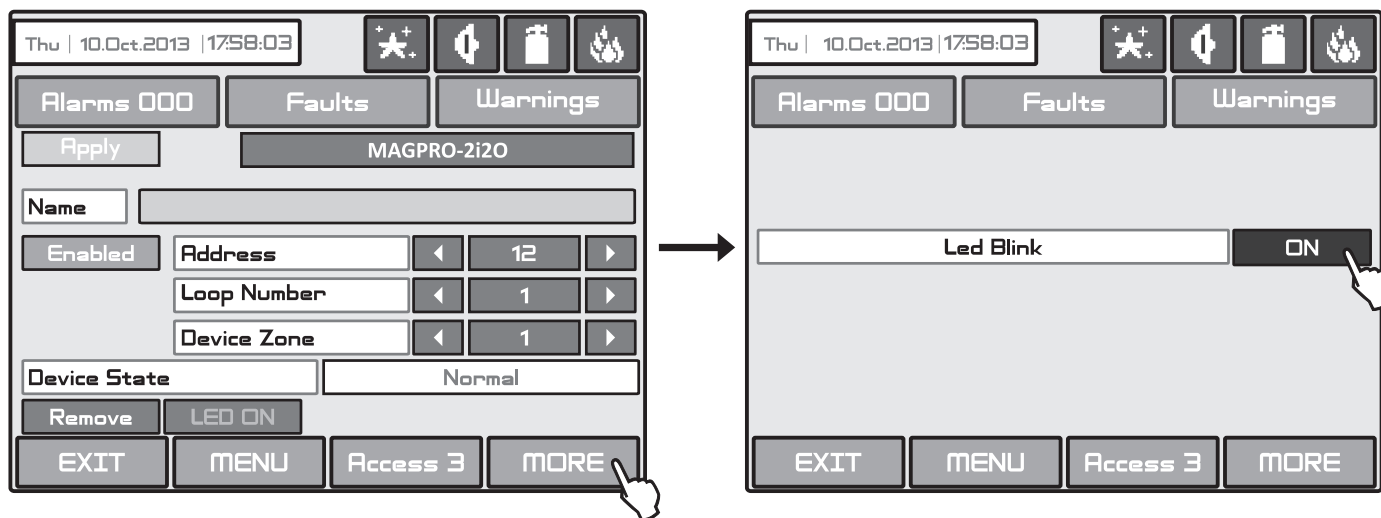 Thu | 10.Oct.2013 | 17:58:03
Alarms 000 Faults Warnings
Apply MAGPRO-2i2O
Name
Enabled Address 12
Loop Number 1
Device Zone 1
Device State Normal
Remove LED ON
EXIT MENU Access 3 MORE
Thu | 10.Oct.2013 | 17:58:03
Alarms 000 Faults Warnings
Led Blink ON
EXIT MENU Access 3 MORE